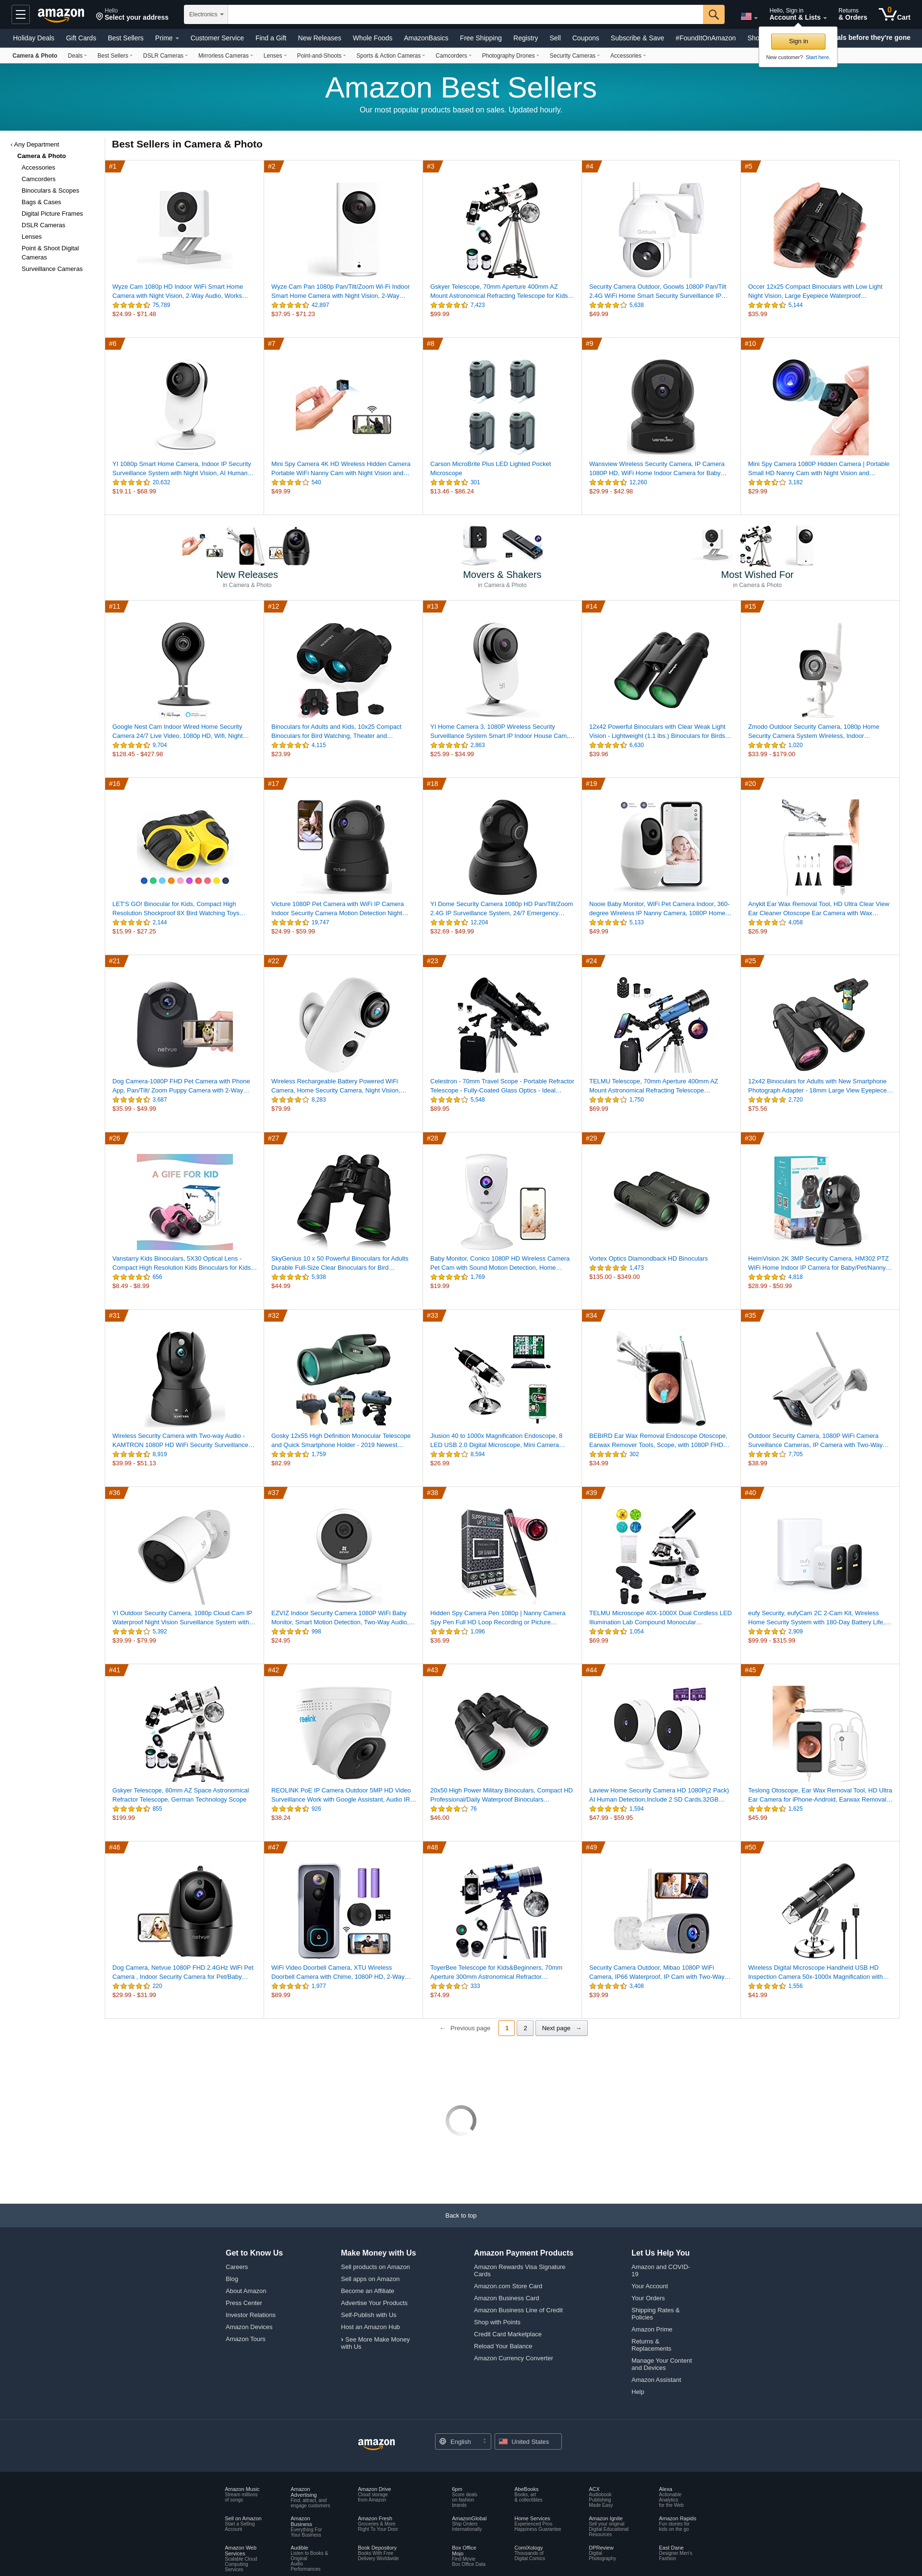 amazon
Hello
Select your address
Electronics
Hello, Sign in
Account & Lists
Returns
& Orders
0
Cart
Holiday Deals
Gift Cards
Best Sellers
Prime
Customer Service
Find a Gift
New Releases
Whole Foods
AmazonBasics
Free Shipping
Registry
Sell
Coupons
Subscribe & Save
#FoundItOnAmazon
Sho
als before they're gone
Sign in
New customer? Start here.
Camera & Photo
Deals
Best Sellers
DSLR Cameras
Mirrorless Cameras
Lenses
Point-and-Shoots
Sports & Action Cameras
Camcorders
Photography Drones
Security Cameras
Accessories
Amazon Best Sellers
Our most popular products based on sales. Updated hourly.
‹ Any Department
Camera & Photo
Accessories
Camcorders
Binoculars & Scopes
Bags & Cases
Digital Picture Frames
DSLR Cameras
Lenses
Point & Shoot Digital
Cameras
Surveillance Cameras
Best Sellers in Camera & Photo
#1
Wyze Cam 1080p HD Indoor WiFi Smart Home
Camera with Night Vision, 2-Way Audio, Works…
75,789
$24.99 - $71.48
#2
Wyze Cam Pan 1080p Pan/Tilt/Zoom Wi-Fi Indoor
Smart Home Camera with Night Vision, 2-Way…
42,897
$37.95 - $71.23
#3
Gskyer Telescope, 70mm Aperture 400mm AZ
Mount Astronomical Refracting Telescope for Kids…
7,423
$99.99
#4
Security Camera Outdoor, Goowls 1080P Pan/Tilt
2.4G WiFi Home Smart Security Surveillance IP…
5,638
$49.99
#5
Occer 12x25 Compact Binoculars with Low Light
Night Vision, Large Eyepiece Waterproof…
5,144
$35.99
#6
YI 1080p Smart Home Camera, Indoor IP Security
Surveillance System with Night Vision, AI Human…
20,632
$19.11 - $68.99
#7
Mini Spy Camera 4K HD Wireless Hidden Camera
Portable WiFi Nanny Cam with Night Vision and…
540
$49.99
#8
Carson MicroBrite Plus LED Lighted Pocket
Microscope
301
$13.46 - $86.24
#9
Wansview Wireless Security Camera, IP Camera
1080P HD, WiFi Home Indoor Camera for Baby…
12,260
$29.99 - $42.98
#10
Mini Spy Camera 1080P Hidden Camera | Portable
Small HD Nanny Cam with Night Vision and…
3,182
$29.99
New Releases
in Camera & Photo
Movers & Shakers
in Camera & Photo
Most Wished For
in Camera & Photo
#11
Google Nest Cam Indoor Wired Home Security
Camera 24/7 Live Video, 1080p HD, Wifi, Night…
9,704
$128.45 - $427.98
#12
Binoculars for Adults and Kids, 10x25 Compact
Binoculars for Bird Watching, Theater and…
4,115
$23.99
#13
YI Home Camera 3, 1080P Wireless Security
Surveillance System Smart IP Indoor House Cam,…
2,863
$25.99 - $34.99
#14
12x42 Powerful Binoculars with Clear Weak Light
Vision - Lightweight (1.1 lbs.) Binoculars for Birds…
6,630
$39.96
#15
Zmodo Outdoor Security Camera, 1080p Home
Security Camera System Wireless, Indoor…
1,020
$33.99 - $179.00
#16
LET'S GO! Binocular for Kids, Compact High
Resolution Shockproof 8X Bird Watching Toys…
2,144
$15.99 - $27.25
#17
Victure 1080P Pet Camera with WiFi IP Camera
Indoor Security Camera Motion Detection Night…
19,747
$24.99 - $59.99
#18
YI Dome Security Camera 1080p HD Pan/Tilt/Zoom
2.4G IP Surveillance System, 24/7 Emergency…
12,204
$32.69 - $49.99
#19
Nooie Baby Monitor, WiFi Pet Camera Indoor, 360-
degree Wireless IP Nanny Camera, 1080P Home…
5,133
$49.99
#20
Anykit Ear Wax Removal Tool, HD Ultra Clear View
Ear Cleaner Otoscope Ear Camera with Wax…
4,058
$26.99
#21
netvue
Dog Camera-1080P FHD Pet Camera with Phone
App, Pan/Tilt/ Zoom Puppy Camera with 2-Way…
3,687
$35.99 - $49.99
#22
Wireless Rechargeable Battery Powered WiFi
Camera, Home Security Camera, Night Vision,…
8,283
$79.99
#23
Celestron - 70mm Travel Scope - Portable Refractor
Telescope - Fully-Coated Glass Optics - Ideal…
5,548
$89.95
#24
TELMU Telescope, 70mm Aperture 400mm AZ
Mount Astronomical Refracting Telescope…
1,750
$69.99
#25
12x42 Binoculars for Adults with New Smartphone
Photograph Adapter - 18mm Large View Eyepiece…
2,720
$75.56
#26
A GIFE FOR KID
Vanstarry Kids Binoculars, 5X30 Optical Lens -
Compact High Resolution Kids Binoculars for Kids…
656
$8.49 - $8.99
#27
SkyGenius 10 x 50 Powerful Binoculars for Adults
Durable Full-Size Clear Binoculars for Bird…
5,938
$44.99
#28
Baby Monitor, Conico 1080P HD Wireless Camera
Pet Cam with Sound Motion Detection, Home…
1,769
$19.99
#29
Vortex Optics Diamondback HD Binoculars
1,473
$135.00 - $349.00
#30
HeimVision 2K 3MP Security Camera, HM302 PTZ
WiFi Home Indoor IP Camera for Baby/Pet/Nanny…
4,818
$28.99 - $50.99
#31
Wireless Security Camera with Two-way Audio -
KAMTRON 1080P HD WiFi Security Surveillance…
8,919
$39.99 - $51.13
#32
Gosky 12x55 High Definition Monocular Telescope
and Quick Smartphone Holder - 2019 Newest…
1,759
$82.99
#33
Jiusion 40 to 1000x Magnification Endoscope, 8
LED USB 2.0 Digital Microscope, Mini Camera…
8,594
$26.99
#34
BEBIRD Ear Wax Removal Endoscope Otoscope,
Earwax Remover Tools, Scope, with 1080P FHD…
302
$34.99
#35
Outdoor Security Camera, 1080P WiFi Camera
Surveillance Cameras, IP Camera with Two-Way…
7,705
$38.99
#36
YI Outdoor Security Camera, 1080p Cloud Cam IP
Waterproof Night Vision Surveillance System with…
5,392
$39.99 - $79.99
#37
EZVIZ Indoor Security Camera 1080P WiFi Baby
Monitor, Smart Motion Detection, Two-Way Audio,…
998
$24.95
#38
Hidden Spy Camera Pen 1080p | Nanny Camera
Spy Pen Full HD Loop Recording or Picture…
1,096
$36.99
#39
TELMU Microscope 40X-1000X Dual Cordless LED
Illumination Lab Compound Monocular…
1,054
$69.99
#40
eufy Security, eufyCam 2C 2-Cam Kit, Wireless
Home Security System with 180-Day Battery Life,…
2,909
$99.99 - $315.99
#41
Gskyer Telescope, 80mm AZ Space Astronomical
Refractor Telescope, German Technology Scope
855
$199.99
#42
reolink
REOLINK PoE IP Camera Outdoor 5MP HD Video
Surveillance Work with Google Assistant, Audio IR…
926
$38.24
#43
20x50 High Power Military Binoculars, Compact HD
Professional/Daily Waterproof Binoculars…
76
$46.00
#44
Laview Home Security Camera HD 1080P(2 Pack)
AI Human Detection,Include 2 SD Cards,32GB…
1,594
$47.99 - $59.95
#45
Teslong Otoscope, Ear Wax Removal Tool, HD Ultra
Ear Camera for iPhone-Android, Earwax Removal…
1,625
$45.99
#46
Dog Camera, Netvue 1080P FHD 2.4GHz WiFi Pet
Camera , Indoor Security Camera for Pet/Baby…
220
$29.99 - $31.99
#47
WiFi Video Doorbell Camera, XTU Wireless
Doorbell Camera with Chime, 1080P HD, 2-Way…
1,977
$89.99
#48
ToyerBee Telescope for Kids&Beginners, 70mm
Aperture 300mm Astronomical Refractor…
333
$74.99
#49
Security Camera Outdoor, Mibao 1080P WiFi
Camera, IP66 Waterproof, IP Cam with Two-Way…
3,408
$39.99
#50
Wireless Digital Microscope Handheld USB HD
Inspection Camera 50x-1000x Magnification with…
1,556
$41.99
← Previous page
1
2
Next page →
Back to top
Get to Know Us
Careers
Blog
About Amazon
Press Center
Investor Relations
Amazon Devices
Amazon Tours
Make Money with Us
Sell products on Amazon
Sell apps on Amazon
Become an Affiliate
Advertise Your Products
Self-Publish with Us
Host an Amazon Hub
› See More Make Money
with Us
Amazon Payment Products
Amazon Rewards Visa Signature
Cards
Amazon.com Store Card
Amazon Business Card
Amazon Business Line of Credit
Shop with Points
Credit Card Marketplace
Reload Your Balance
Amazon Currency Converter
Let Us Help You
Amazon and COVID-
19
Your Account
Your Orders
Shipping Rates &
Policies
Amazon Prime
Returns &
Replacements
Manage Your Content
and Devices
Amazon Assistant
Help
amazon
English
United States
Amazon Music
Stream millions
of songs
Amazon
Advertising
Find, attract, and
engage customers
Amazon Drive
Cloud storage
from Amazon
6pm
Score deals
on fashion
brands
AbeBooks
Books, art
& collectibles
ACX
Audiobook
Publishing
Made Easy
Alexa
Actionable
Analytics
for the Web
Sell on Amazon
Start a Selling
Account
Amazon
Business
Everything For
Your Business
Amazon Fresh
Groceries & More
Right To Your Door
AmazonGlobal
Ship Orders
Internationally
Home Services
Experienced Pros
Happiness Guarantee
Amazon Ignite
Sell your original
Digital Educational
Resources
Amazon Rapids
Fun stories for
kids on the go
Amazon Web
Services
Scalable Cloud
Computing
Services
Audible
Listen to Books &
Original
Audio
Performances
Book Depository
Books With Free
Delivery Worldwide
Box Office
Mojo
Find Movie
Box Office Data
ComiXology
Thousands of
Digital Comics
DPReview
Digital
Photography
East Dane
Designer Men's
Fashion